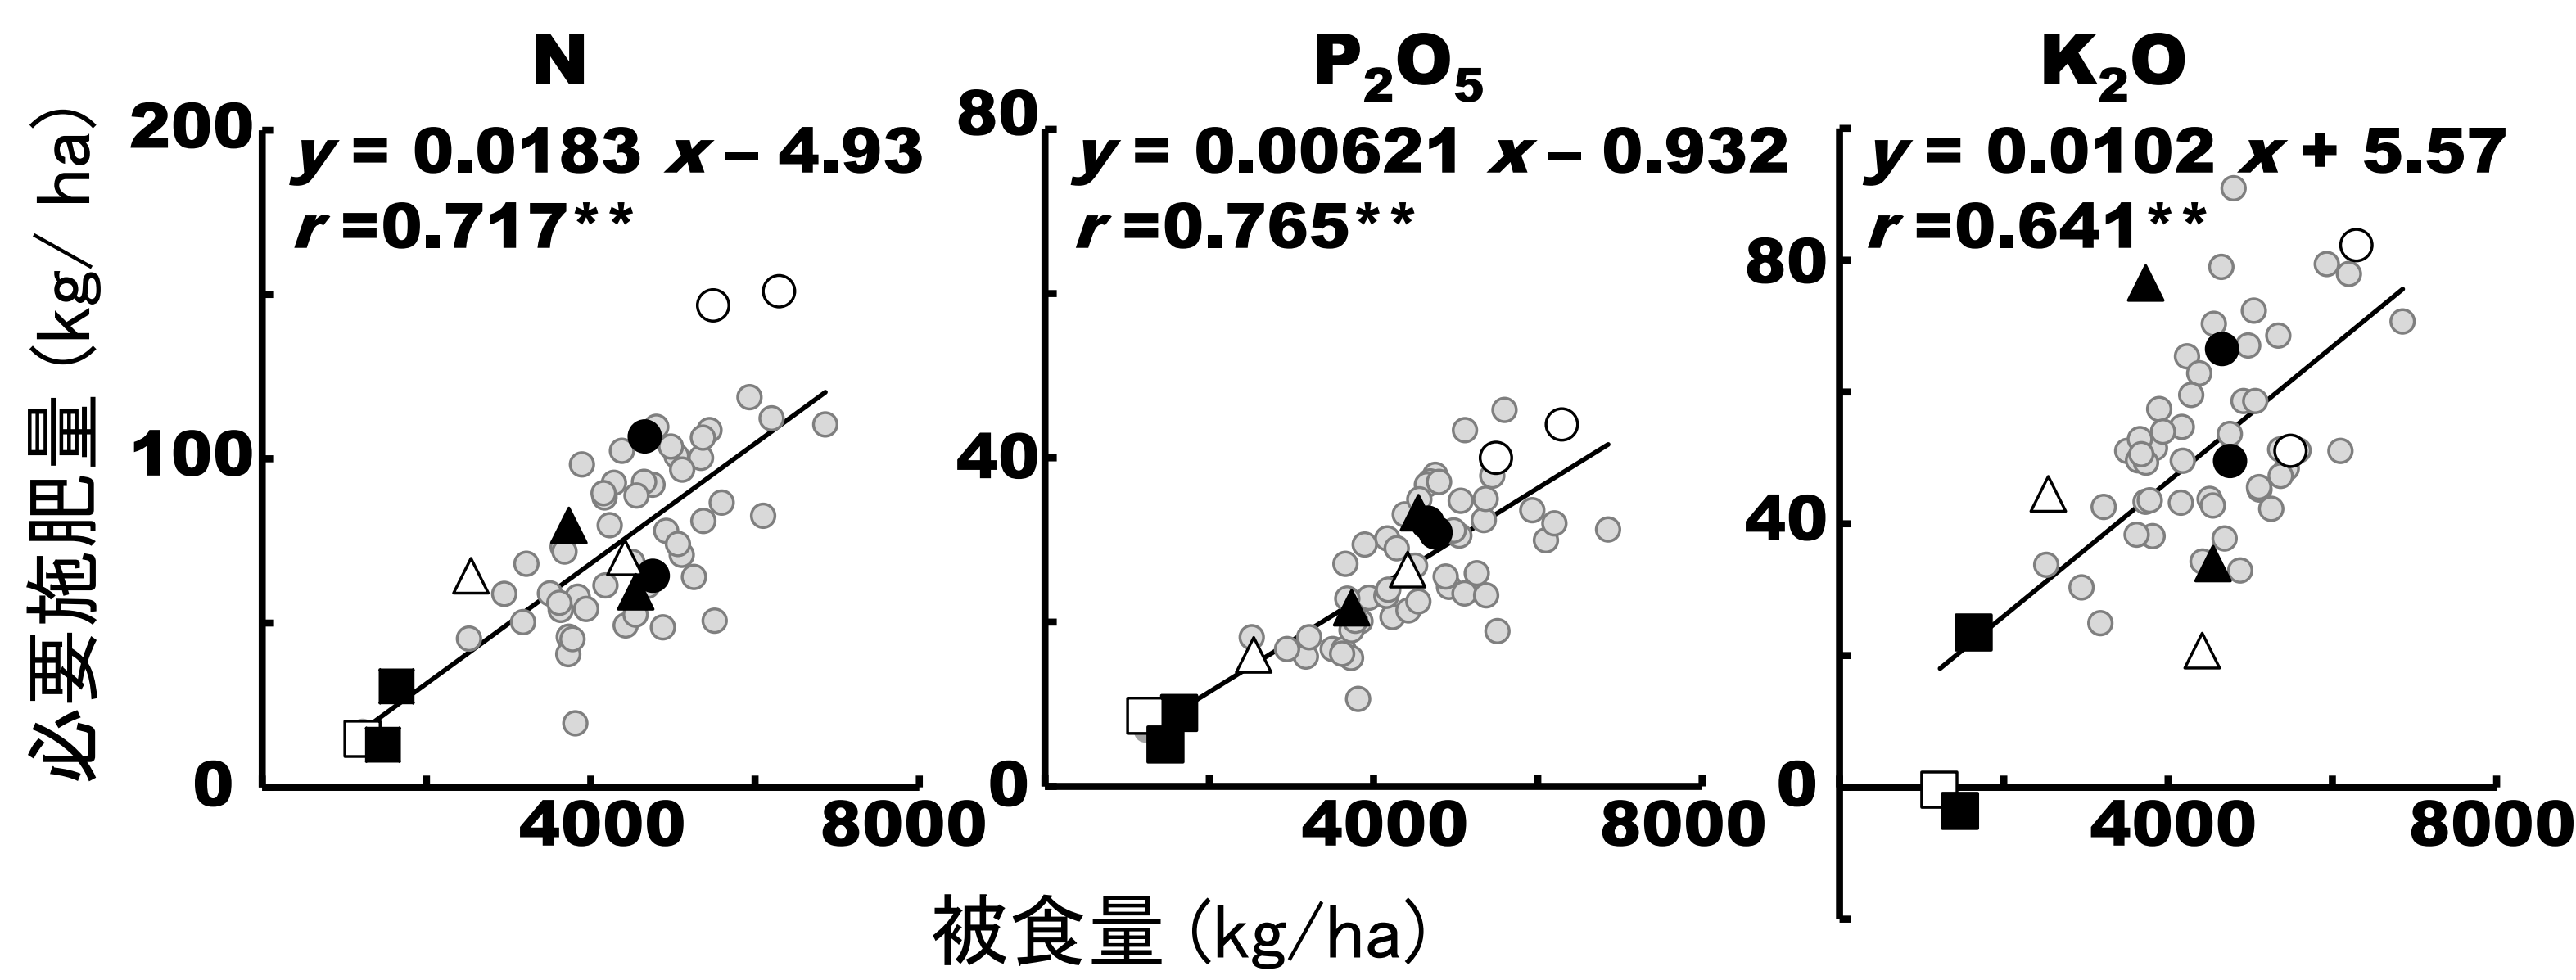 N
P₂O₅
K₂O
必要施肥量 (kg/ ha)
200
100
0
y = 0.0183 x – 4.93
r =0.717**
4000
8000
80
40
0
y = 0.00621 x – 0.932
r =0.765**
4000
8000
80
40
0
y = 0.0102 x + 5.57
r =0.641**
4000
8000
被食量 (kg/ha)